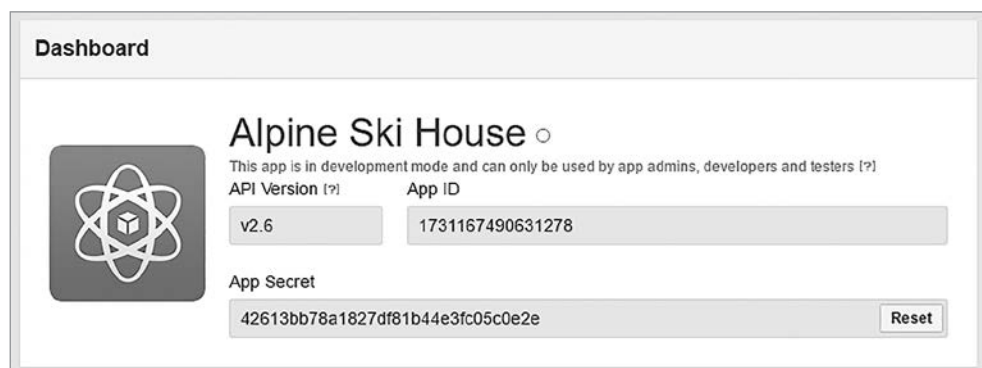 Dashboard
Alpine Ski House
This app is in development mode and can only be used by app admins, developers and testers [?]
API Version [?] App ID
v2.6 1731167490631278
App Secret
42613bb78a1827df81b44e3fc05c0e2e Reset